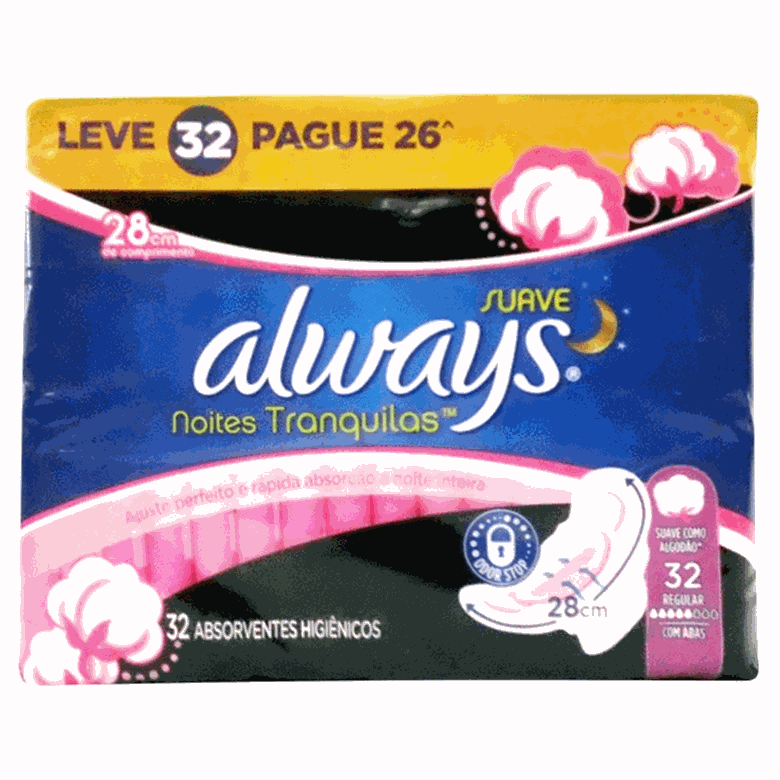 LEVE 32 PAGUE 26^
28cm
de comprimento
SUAVE
always®
Noites Tranquilas™
Ajuste perfeito e rápida absorção a noite inteira
ODOR STOP
28cm
SUAVE COMO
ALGODÃO^
32
REGULAR
COM ABAS
32 ABSORVENTES HIGIÊNICOS